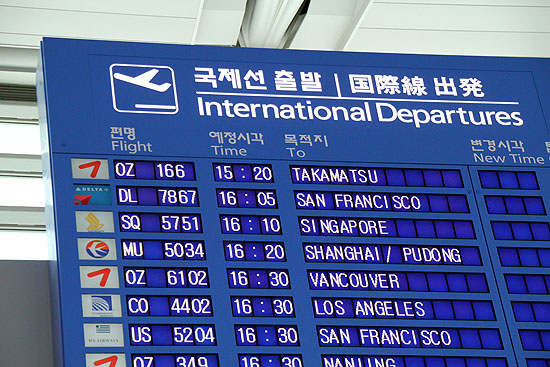 국제선 출발 | 国際線 出発
International Departures
편명 예정시각 목적지 변경시각
Flight Time To New Time
OZ 166 15:20 TAKAMATSU
DELTA DL 7867 16:05 SAN FRANCISCO
SQ 5751 16:10 SINGAPORE
MU 5034 16:20 SHANGHAI/ PUDONG
OZ 6102 16:30 VANCOUVER
CO 4402 16:30 LOS ANGELES
US AIRWAYS US 5204 16:30 SAN FRANCISCO
OZ 349 16:30 NANJING